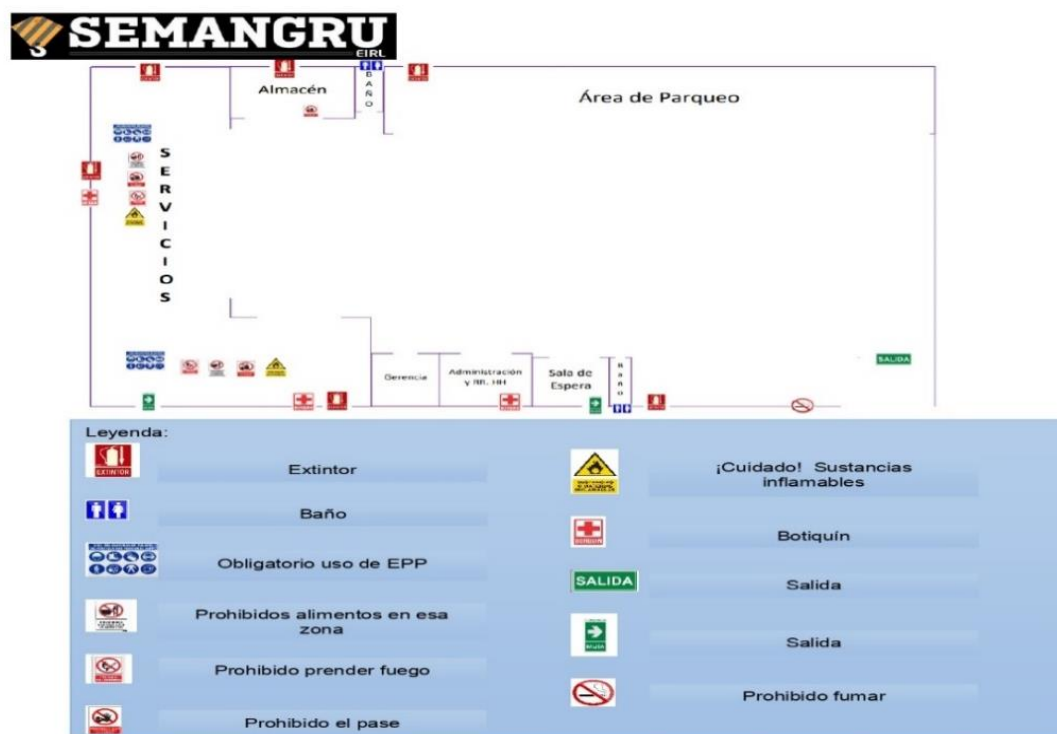 SEMANGRU
EIRL
Almacén
BAÑO
Área de Parqueo
SERVICIOS
SALIDA
Gerencia
Administración
y RR. HH
Sala de
Espera
Baño
Leyenda:
EXTINTOR
Extintor
Baño
Obligatorio uso de EPP
Prohibidos alimentos en esa
zona
Prohibido prender fuego
Prohibido el pase
¡Cuidado! Sustancias
inflamables
BOTIQUÍN
Botiquín
SALIDA
Salida
Salida
Prohibido fumar